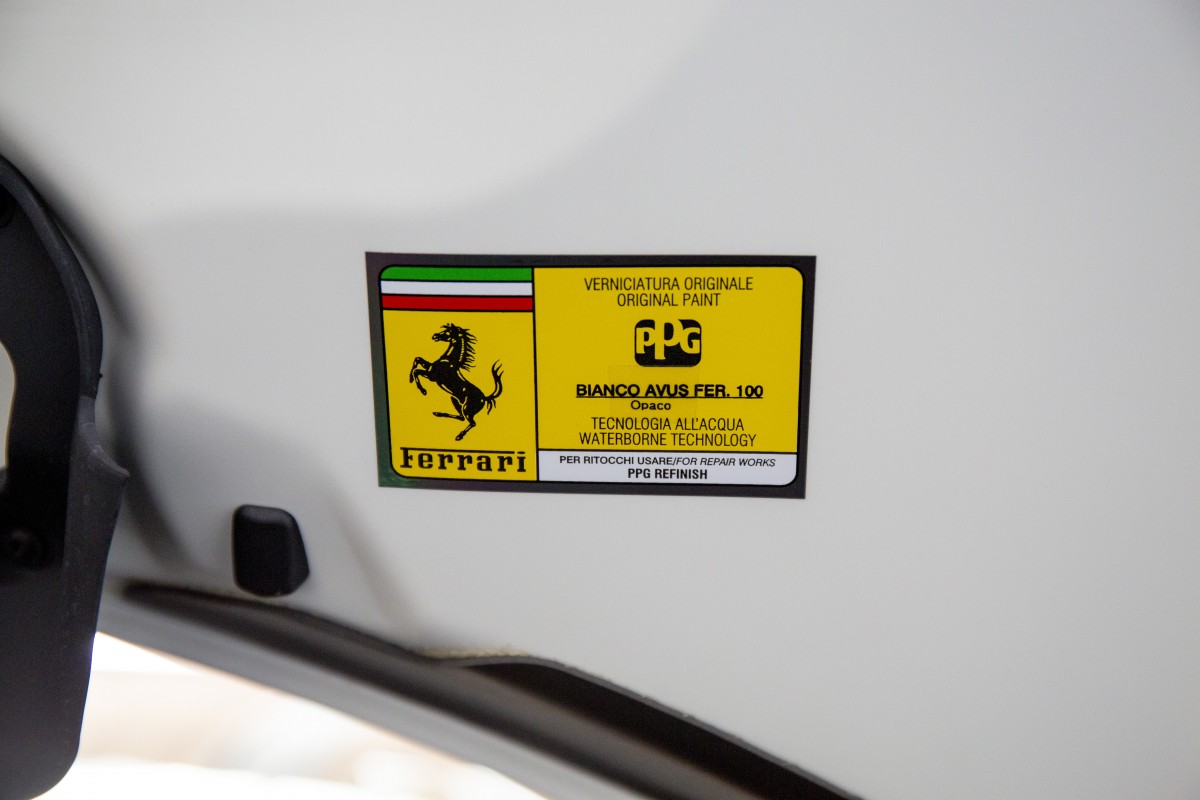 Ferrari
VERNICIATURA ORIGINALE
ORIGINAL PAINT
PPG
BIANCO AVUS FER. 100
Opaco
TECNOLOGIA ALL'ACQUA
WATERBORNE TECHNOLOGY
PER RITOCCHI USARE/FOR REPAIR WORKS
PPG REFINISH